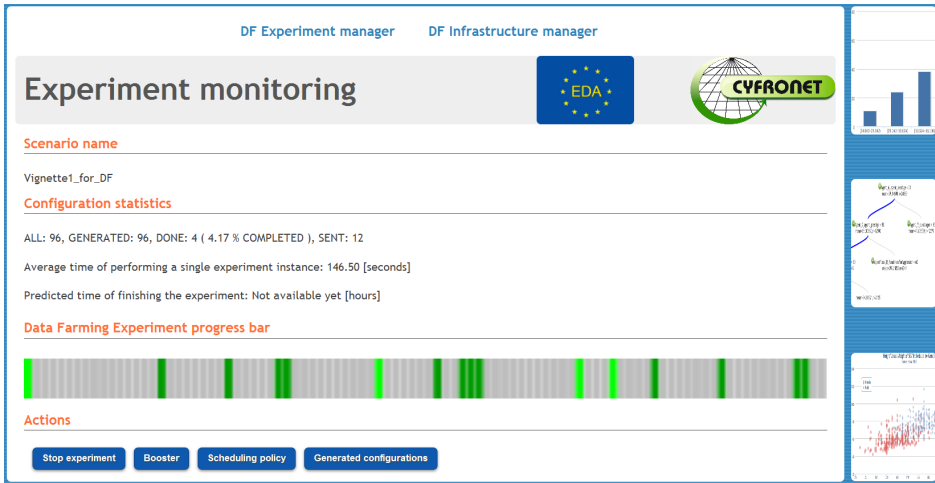 DF Experiment manager DF Infrastructure manager
Experiment monitoring
EDA
CYFRONET
Scenario name
Vignette1_for_DF
Configuration statistics
ALL: 96, GENERATED: 96, DONE: 4 ( 4.17 % COMPLETED ), SENT: 12
Average time of performing a single experiment instance: 146.50 [seconds]
Predicted time of finishing the experiment: Not available yet [hours]
Data Farming Experiment progress bar
Actions
Stop experiment Booster Scheduling policy Generated configurations